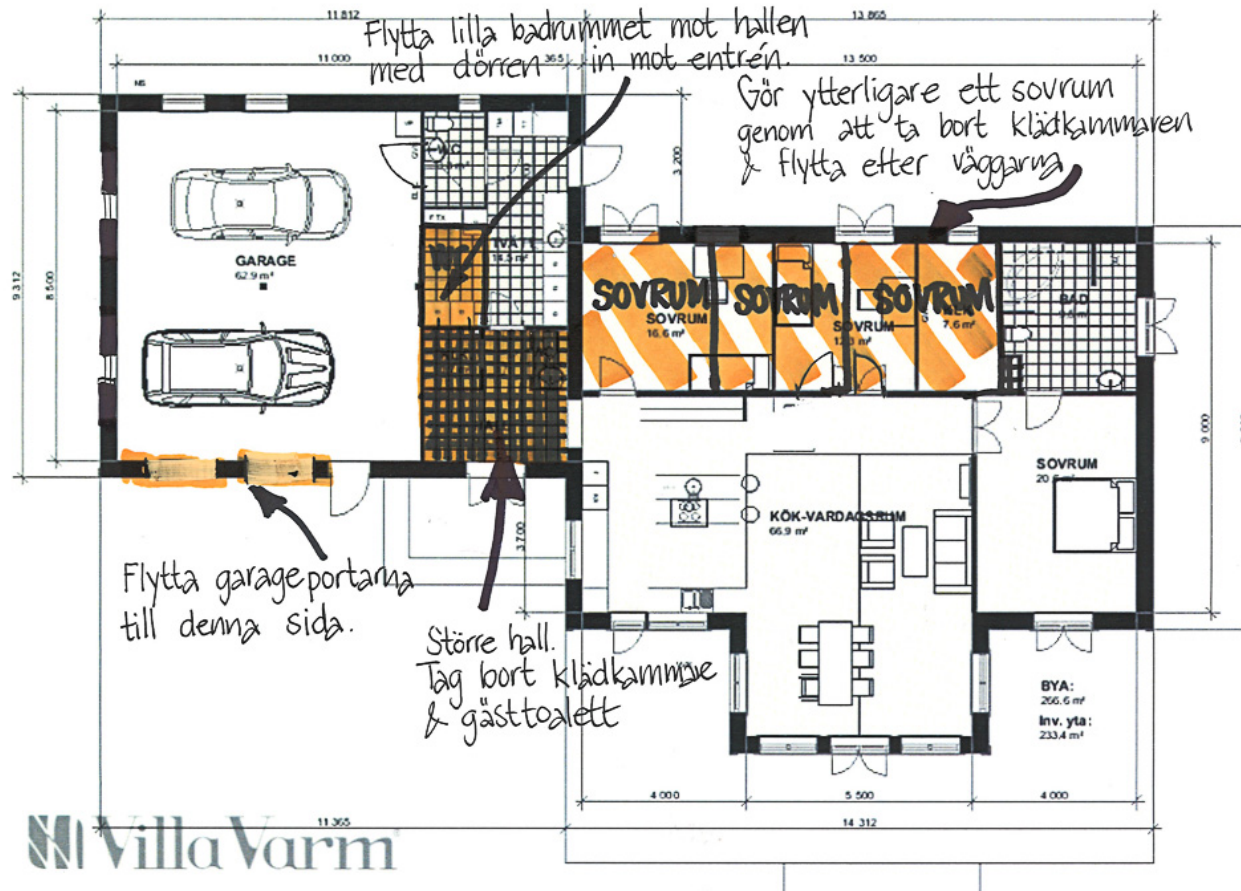 11 812
13 865
Flytta lilla badrummet mot hallen
med dörren in mot entrén.
11 000
365
13 500
Gör ytterligare ett sovrum
genom att ta bort klädkammaren
& flytta efter väggarna
9 312
8 500
3 200
WC
GARAGE
62.9 m²
WC
TVÄTT
14,5 m²
SOVRUM
SOVRUM
SOVRUM
SOVRUM
16,6 m²
SOVRUM
7,6 m²
BAD
9 000
SOVRUM
KÖK-VARDAGSRUM
66,9 m²
3 700
Flytta garageportarna
till denna sida.
Större hall.
Tag bort klädkammare
& gästtoalett
BYA:
266.6 m²
Inv. yta:
233.4 m²
4 000
5 500
4 000
11 365
14 312
Villa Varm